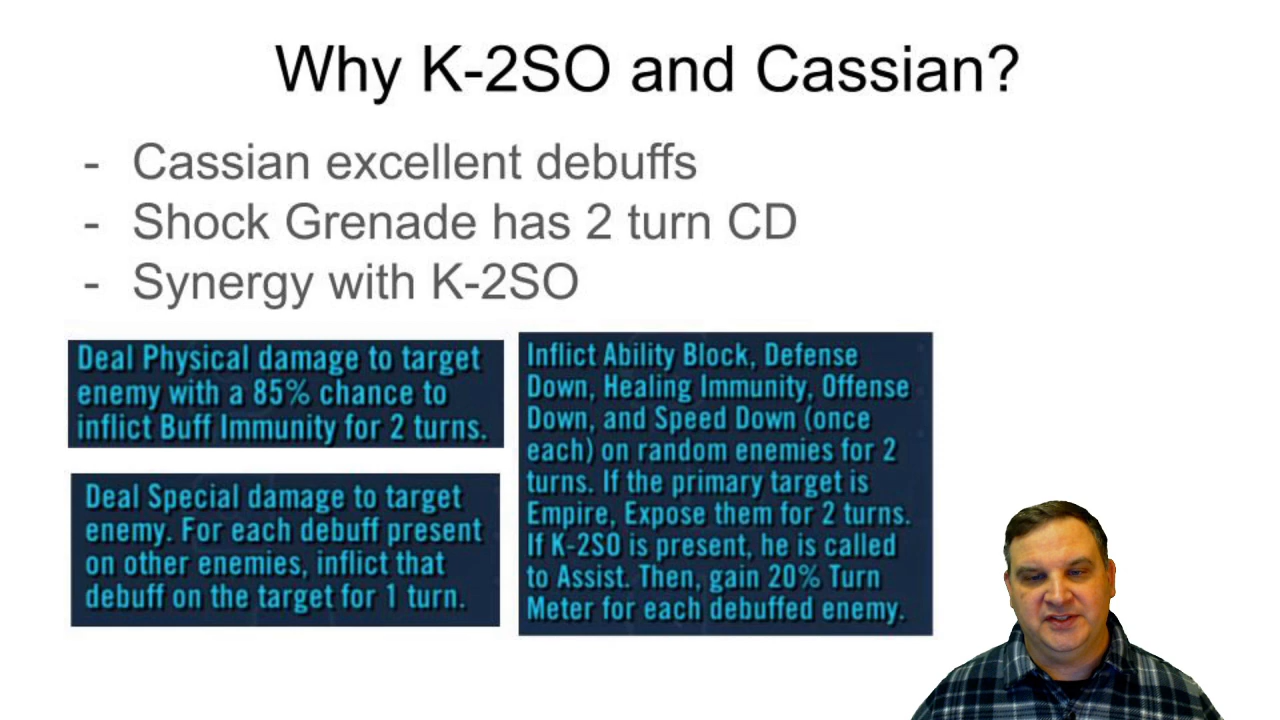 Why K-2SO and Cassian?
- Cassian excellent debuffs
- Shock Grenade has 2 turn CD
- Synergy with K-2SO
Deal Physical damage to target
enemy with a 85% chance to
inflict Buff Immunity for 2 turns.
Deal Special damage to target
enemy. For each debuff present
on other enemies, inflict that
debuff on the target for 1 turn.
Inflict Ability Block, Defense
Down, Healing Immunity, Offense
Down, and Speed Down (once
each) on random enemies for 2
turns. If the primary target is
Empire, Expose them for 2 turns.
If K-2SO is present, he is called
to Assist. Then, gain 20% Turn
Meter for each debuffed enemy.